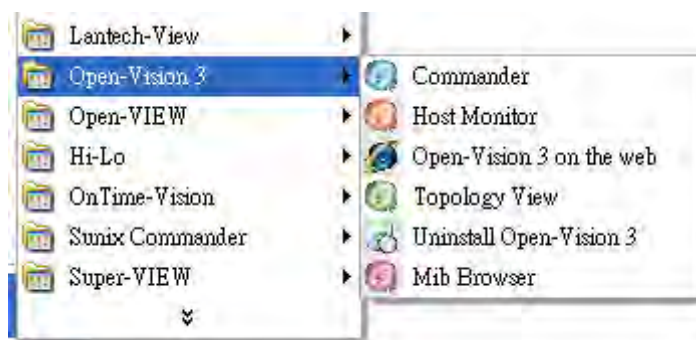 Lantech-View
Open-Vision 3
Open-VIEW
Hi-Lo
OnTime-Vision
Sunix Commander
Super-VIEW
Commander
Host Monitor
Open-Vision 3 on the web
Topology View
Uninstall Open-Vision 3
Mib Browser